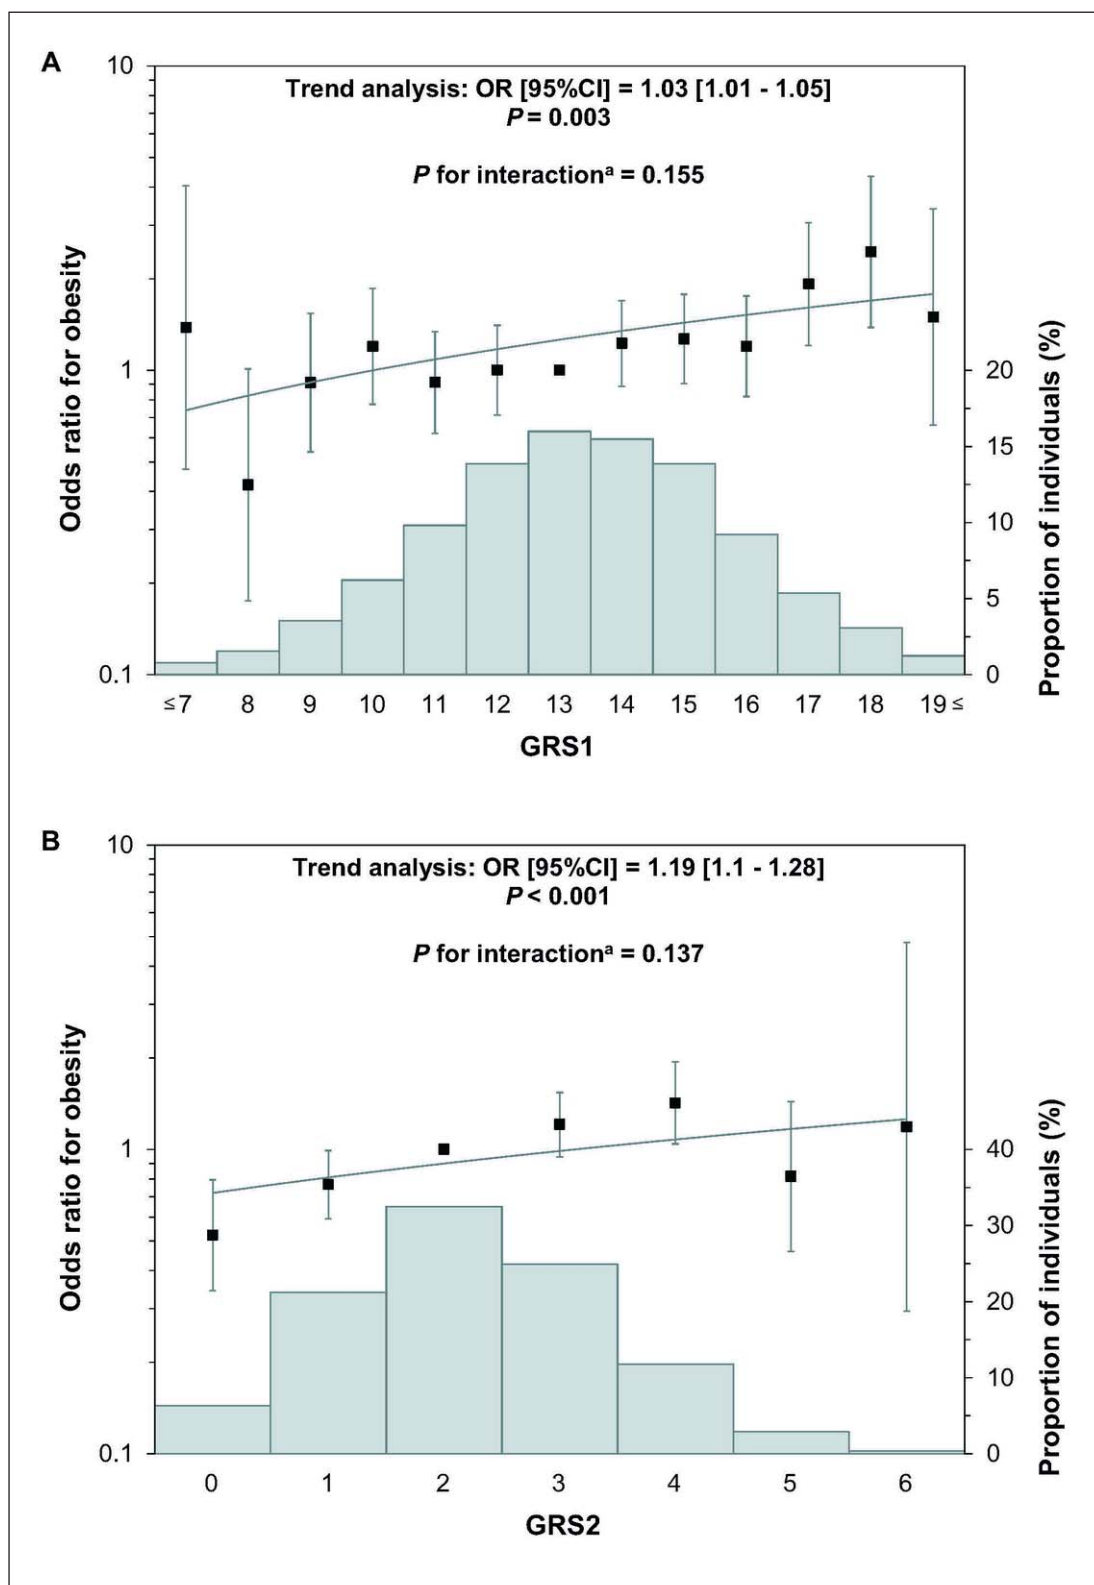 A
Trend analysis: OR [95%CI] = 1.03 [1.01 - 1.05]
P = 0.003
P for interactionᵃ = 0.155
Odds ratio for obesity
10
1
0.1
Proportion of individuals (%)
20
15
10
5
0
≤7 8 9 10 11 12 13 14 15 16 17 18 19 ≤
GRS1
B
Trend analysis: OR [95%CI] = 1.19 [1.1 - 1.28]
P < 0.001
P for interactionᵃ = 0.137
Odds ratio for obesity
10
1
0.1
Proportion of individuals (%)
40
30
20
10
0
0 1 2 3 4 5 6
GRS2